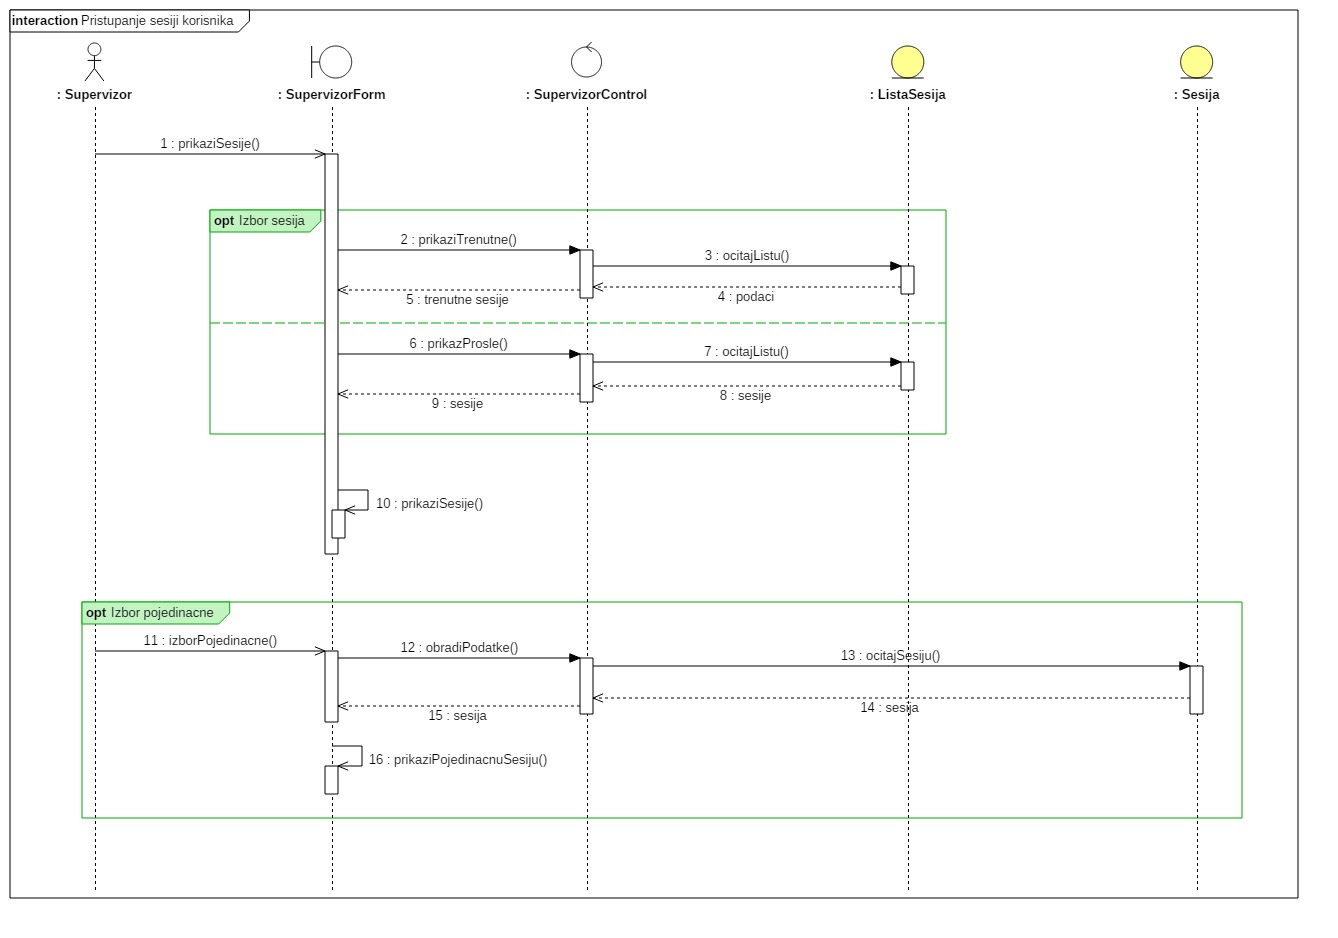 interaction Pristupanje sesiji korisnika
: Supervizor
: SupervizorForm
: SupervizorControl
: ListaSesija
: Sesija
1 : prikaziSesije()
opt Izbor sesija
2 : prikaziTrenutne()
3 : ocitajListu()
4 : podaci
5 : trenutne sesije
6 : prikazProsle()
7 : ocitajListu()
8 : sesije
9 : sesije
10 : prikaziSesije()
opt Izbor pojedinacne
11 : izborPojedinacne()
12 : obradiPodatke()
13 : ocitajSesiju()
14 : sesija
15 : sesija
16 : prikaziPojedinacnuSesiju()